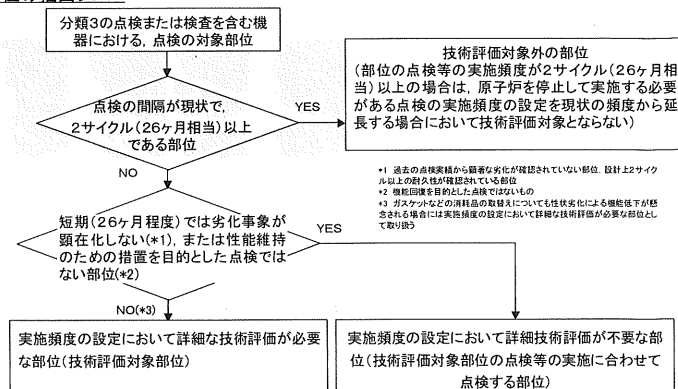 分類3の点検または検査を含む機
器における,点検の対象部位
技術評価対象外の部位
(部位の点検等の実施頻度が2サイクル(26ヶ月相
当)以上の場合は,原子炉を停止して実施する必要
がある点検の実施頻度の設定を現状の頻度から延
長する場合において技術評価対象とならない)
点検の間隔が現状で,
2サイクル(26ヶ月相当)以上
である部位
YES
NO
*1 過去の点検実績から顕著な劣化が確認されていない部位、設計上2サイク
ル以上の耐久性が確認されている部位
*2 機能回復を目的とした点検ではないもの
*3 ガスケットなどの消耗品の取替えについても性状劣化による機能低下が懸
念される場合には実施頻度の設定において詳細な技術評価が必要な部位とし
て取り扱う
短期(26ヶ月程度)では劣化事象が
顕在化しない(*1),または性能維持
のための措置を目的とした点検では
ない部位(*2)
YES
NO(*3)
実施頻度の設定において詳細な技術評価が必要
な部位(技術評価対象部位)
実施頻度の設定において詳細技術評価が不要な部
位(技術評価対象部位の点検等の実施に合わせて
点検する部位)